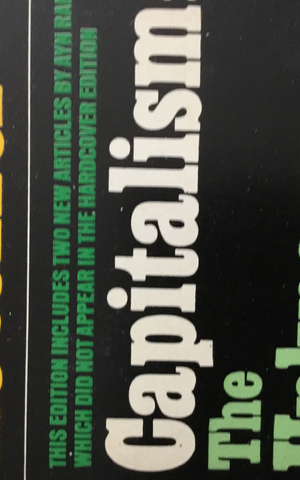 THIS EDITION INCLUDES TWO NEW ARTICLES BY AYN
WHICH DID NOT APPEAR IN THE HARDCOVER EDITION
Capitalism
The